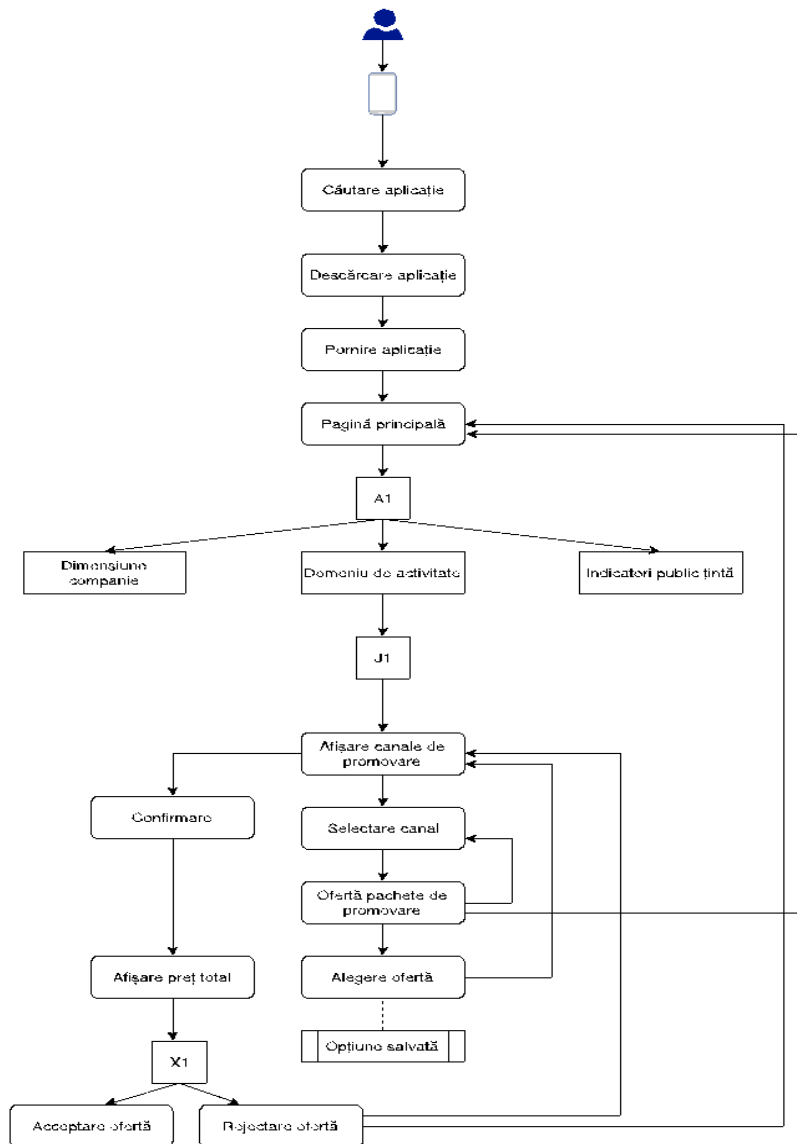 Căutare aplicație
Descărcare aplicație
Pornire aplicație
Pagină principală
A1
Dimensiune
companie
Domeniu de activitate
Indicatori public țintă
J1
Afișare canale de
promovare
Confirmare
Selectare canal
Ofertă pachete de
promovare
Afișare preț total
Alegere ofertă
Opțiune salvată
X1
Acceptare ofertă
Rejectare ofertă